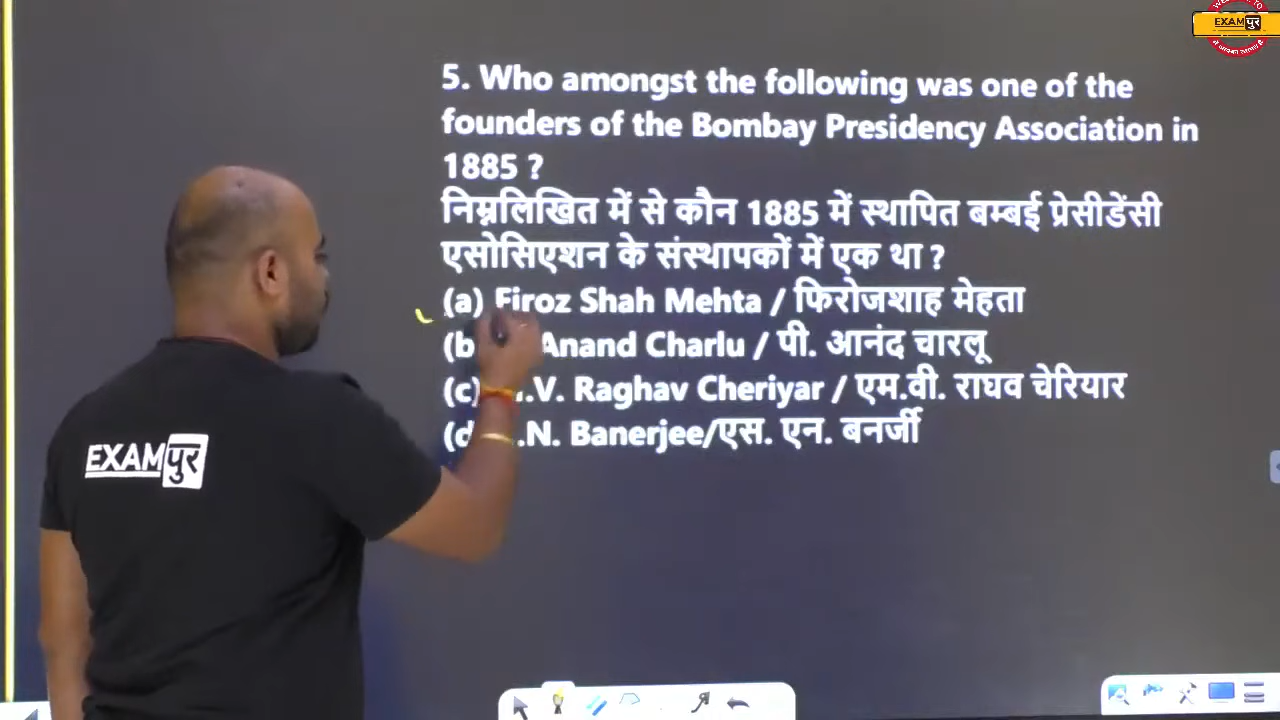 EXAMपुर
5. Who amongst the following was one of the
founders of the Bombay Presidency Association in
1885 ?
निम्नलिखित में से कौन 1885 में स्थापित बम्बई प्रेसीडेंसी
एसोसिएशन के संस्थापकों में एक था ?
(a) Firoz Shah Mehta / फिरोजशाह मेहता
(b Anand Charlu / पी. आनंद चारलू
(c) .V. Raghav Cheriyar / एम.वी. राघव चेरियार
(d .N. Banerjee/एस. एन. बनर्जी
EXAMपुर